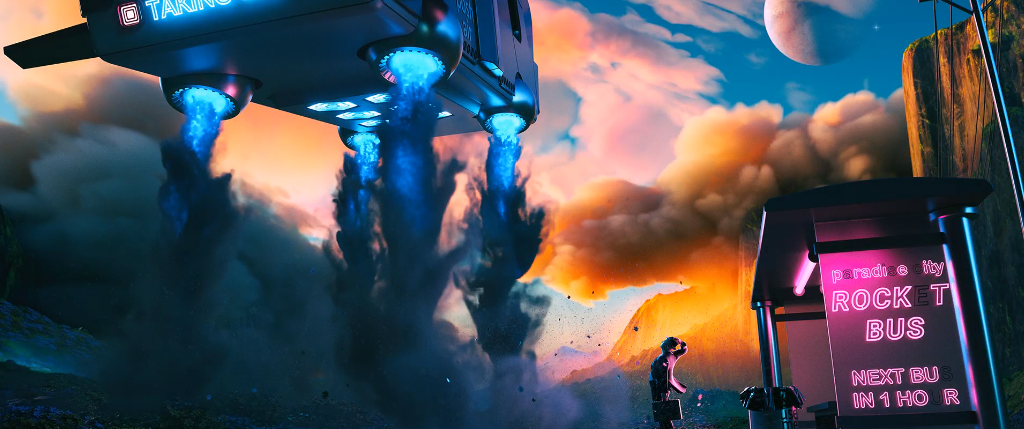 TAKING
paradise city
ROCKET
BUS
NEXT BUS
IN 1 HOUR